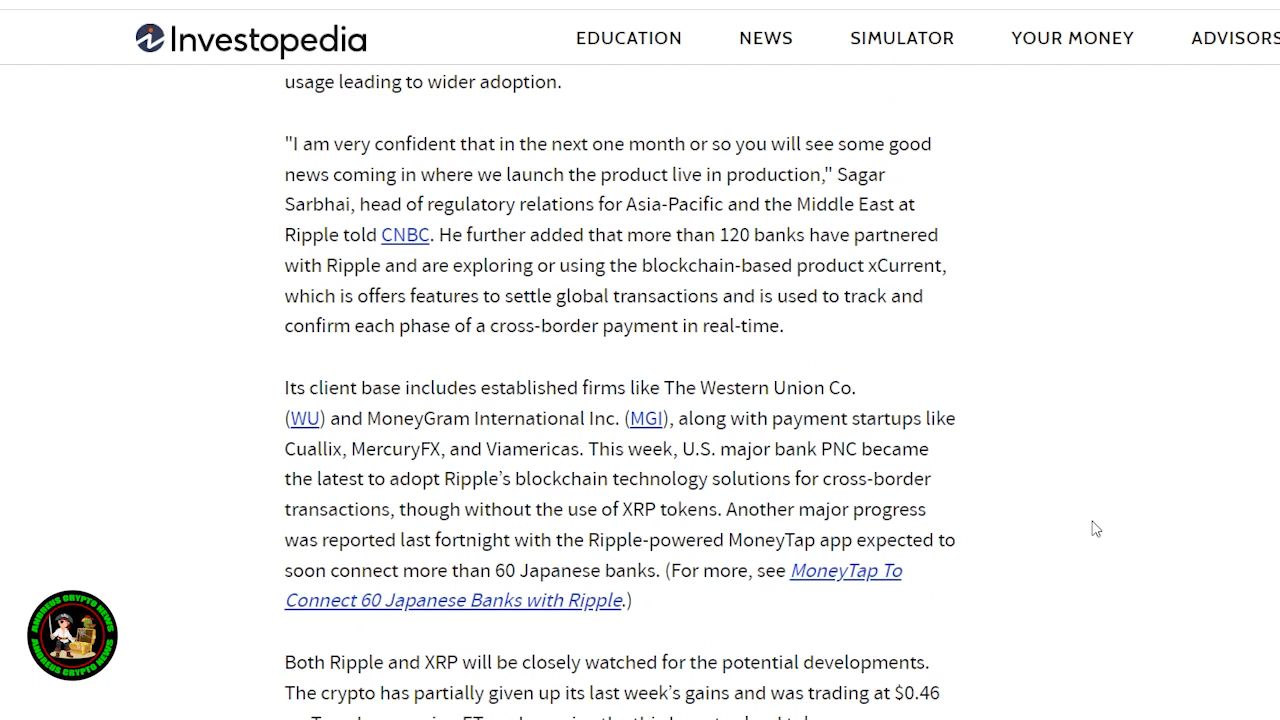 Investopedia
EDUCATION NEWS SIMULATOR YOUR MONEY ADVISORS
usage leading to wider adoption.
"I am very confident that in the next one month or so you will see some good
news coming in where we launch the product live in production," Sagar
Sarbhai, head of regulatory relations for Asia-Pacific and the Middle East at
Ripple told CNBC. He further added that more than 120 banks have partnered
with Ripple and are exploring or using the blockchain-based product xCurrent,
which is offers features to settle global transactions and is used to track and
confirm each phase of a cross-border payment in real-time.
Its client base includes established firms like The Western Union Co.
(WU) and MoneyGram International Inc. (MGI), along with payment startups like
Cuallix, MercuryFX, and Viamericas. This week, U.S. major bank PNC became
the latest to adopt Ripple’s blockchain technology solutions for cross-border
transactions, though without the use of XRP tokens. Another major progress
was reported last fortnight with the Ripple-powered MoneyTap app expected to
soon connect more than 60 Japanese banks. (For more, see MoneyTap To
Connect 60 Japanese Banks with Ripple.)
Both Ripple and XRP will be closely watched for the potential developments.
The crypto has partially given up its last week’s gains and was trading at $0.46
ANDREUS CRYPTO NEWS
ANDREUS CRYPTO NEWS